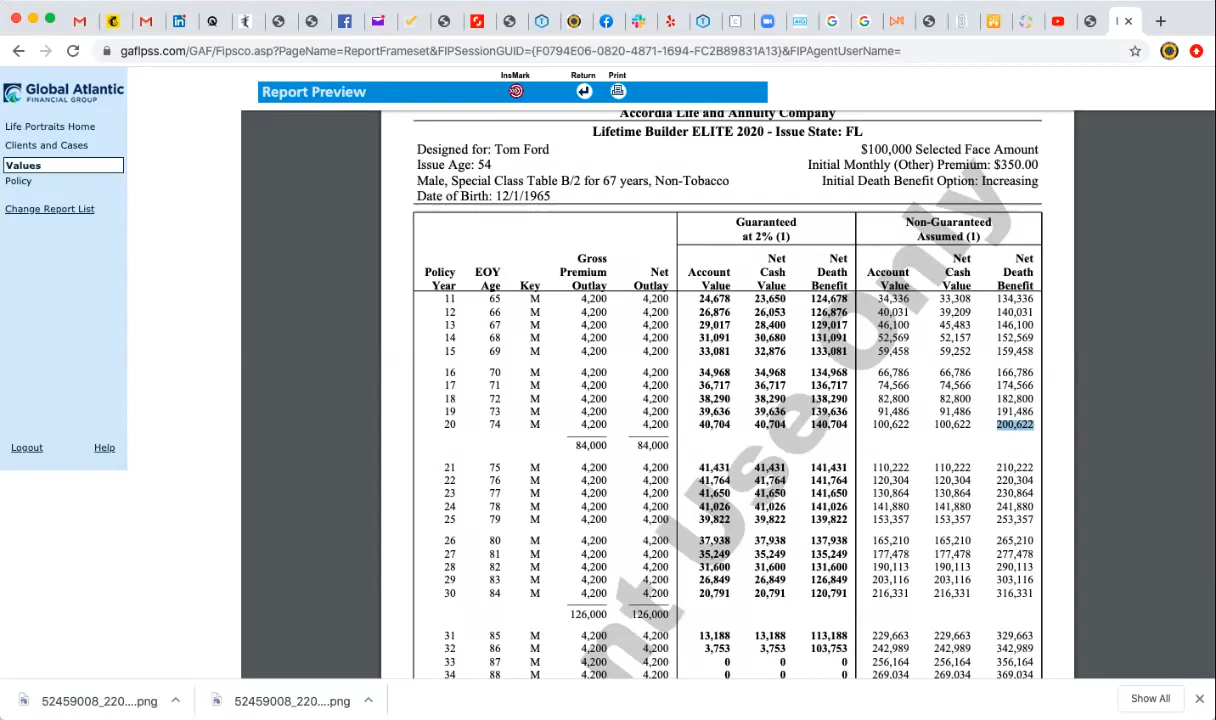 gaflpss.com/GAF/Fipsco.asp?PageName=ReportFrameset&FIPSessionGUID={F0794E06-0820-4871-1694-FC2B89831A13}&FIPAgentUserName=
Global Atlantic
FINANCIAL GROUP
Life Portraits Home
Clients and Cases
Values
Policy
Change Report List
Logout Help
InsMark Return Print
Report Preview
Accordia Life and Annuity Company
Lifetime Builder ELITE 2020 - Issue State: FL
Designed for: Tom Ford $100,000 Selected Face Amount
Issue Age: 54 Initial Monthly (Other) Premium: $350.00
Male, Special Class Table B/2 for 67 years, Non-Tobacco Initial Death Benefit Option: Increasing
Date of Birth: 12/1/1965
Guaranteed Non-Guaranteed
at 2% (1) Assumed (1)
Gross Net Net Net Net
Policy EOY Premium Net Account Cash Death Account Cash Death
Year Age Key Outlay Outlay Value Value Benefit Value Value Benefit
11 65 M 4,200 4,200 24,678 23,650 124,678 34,336 33,308 134,336
12 66 M 4,200 4,200 26,876 26,053 126,876 40,031 39,209 140,031
13 67 M 4,200 4,200 29,017 28,400 129,017 46,100 45,483 146,100
14 68 M 4,200 4,200 31,091 30,680 131,091 52,569 52,157 152,569
15 69 M 4,200 4,200 33,081 32,876 133,081 59,458 59,252 159,458
16 70 M 4,200 4,200 34,968 34,968 134,968 66,786 66,786 166,786
17 71 M 4,200 4,200 36,717 36,717 136,717 74,566 74,566 174,566
18 72 M 4,200 4,200 38,290 38,290 138,290 82,800 82,800 182,800
19 73 M 4,200 4,200 39,636 39,636 139,636 91,486 91,486 191,486
20 74 M 4,200 4,200 40,704 40,704 140,704 100,622 100,622 200,622
84,000 84,000
21 75 M 4,200 4,200 41,431 41,431 141,431 110,222 110,222 210,222
22 76 M 4,200 4,200 41,764 41,764 141,764 120,304 120,304 220,304
23 77 M 4,200 4,200 41,650 41,650 141,650 130,864 130,864 230,864
24 78 M 4,200 4,200 41,026 41,026 141,026 141,880 141,880 241,880
25 79 M 4,200 4,200 39,822 39,822 139,822 153,357 153,357 253,357
26 80 M 4,200 4,200 37,938 37,938 137,938 165,210 165,210 265,210
27 81 M 4,200 4,200 35,249 35,249 135,249 177,478 177,478 277,478
28 82 M 4,200 4,200 31,600 31,600 131,600 190,113 190,113 290,113
29 83 M 4,200 4,200 26,849 26,849 126,849 203,116 203,116 303,116
30 84 M 4,200 4,200 20,791 20,791 120,791 216,331 216,331 316,331
126,000 126,000
31 85 M 4,200 4,200 13,188 13,188 113,188 229,663 229,663 329,663
32 86 M 4,200 4,200 3,753 3,753 103,753 242,989 242,989 342,989
33 87 M 4,200 4,200 0 0 0 256,164 256,164 356,164
34 88 M 4,200 4,200 0 0 0 269,034 269,034 369,034
nt Use Only
52459008_220....png 52459008_220....png Show All